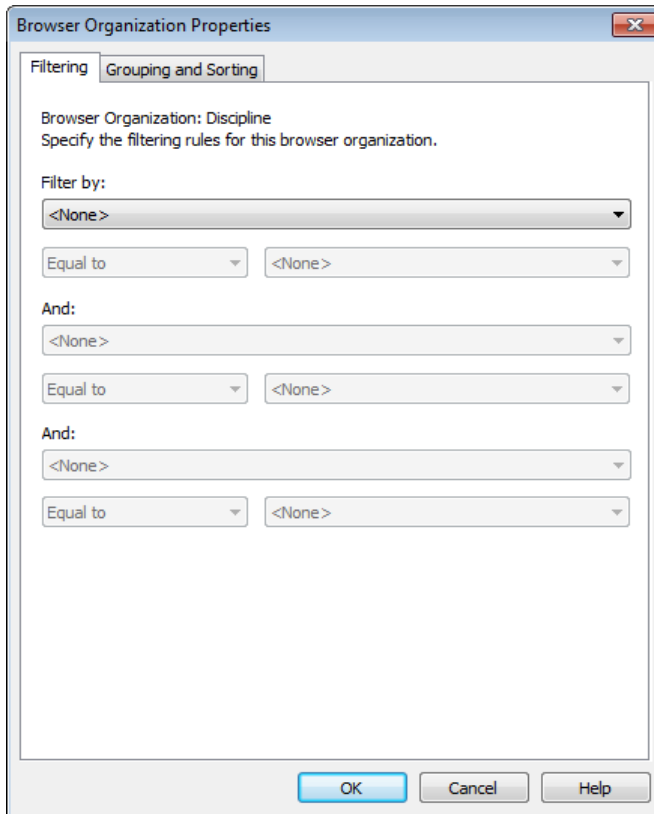 Browser Organization Properties
Filtering
Grouping and Sorting
Browser Organization: Discipline
Specify the filtering rules for this browser organization.
Filter by:
<None>
Equal to
<None>
And:
<None>
Equal to
<None>
And:
<None>
Equal to
<None>
OK
Cancel
Help